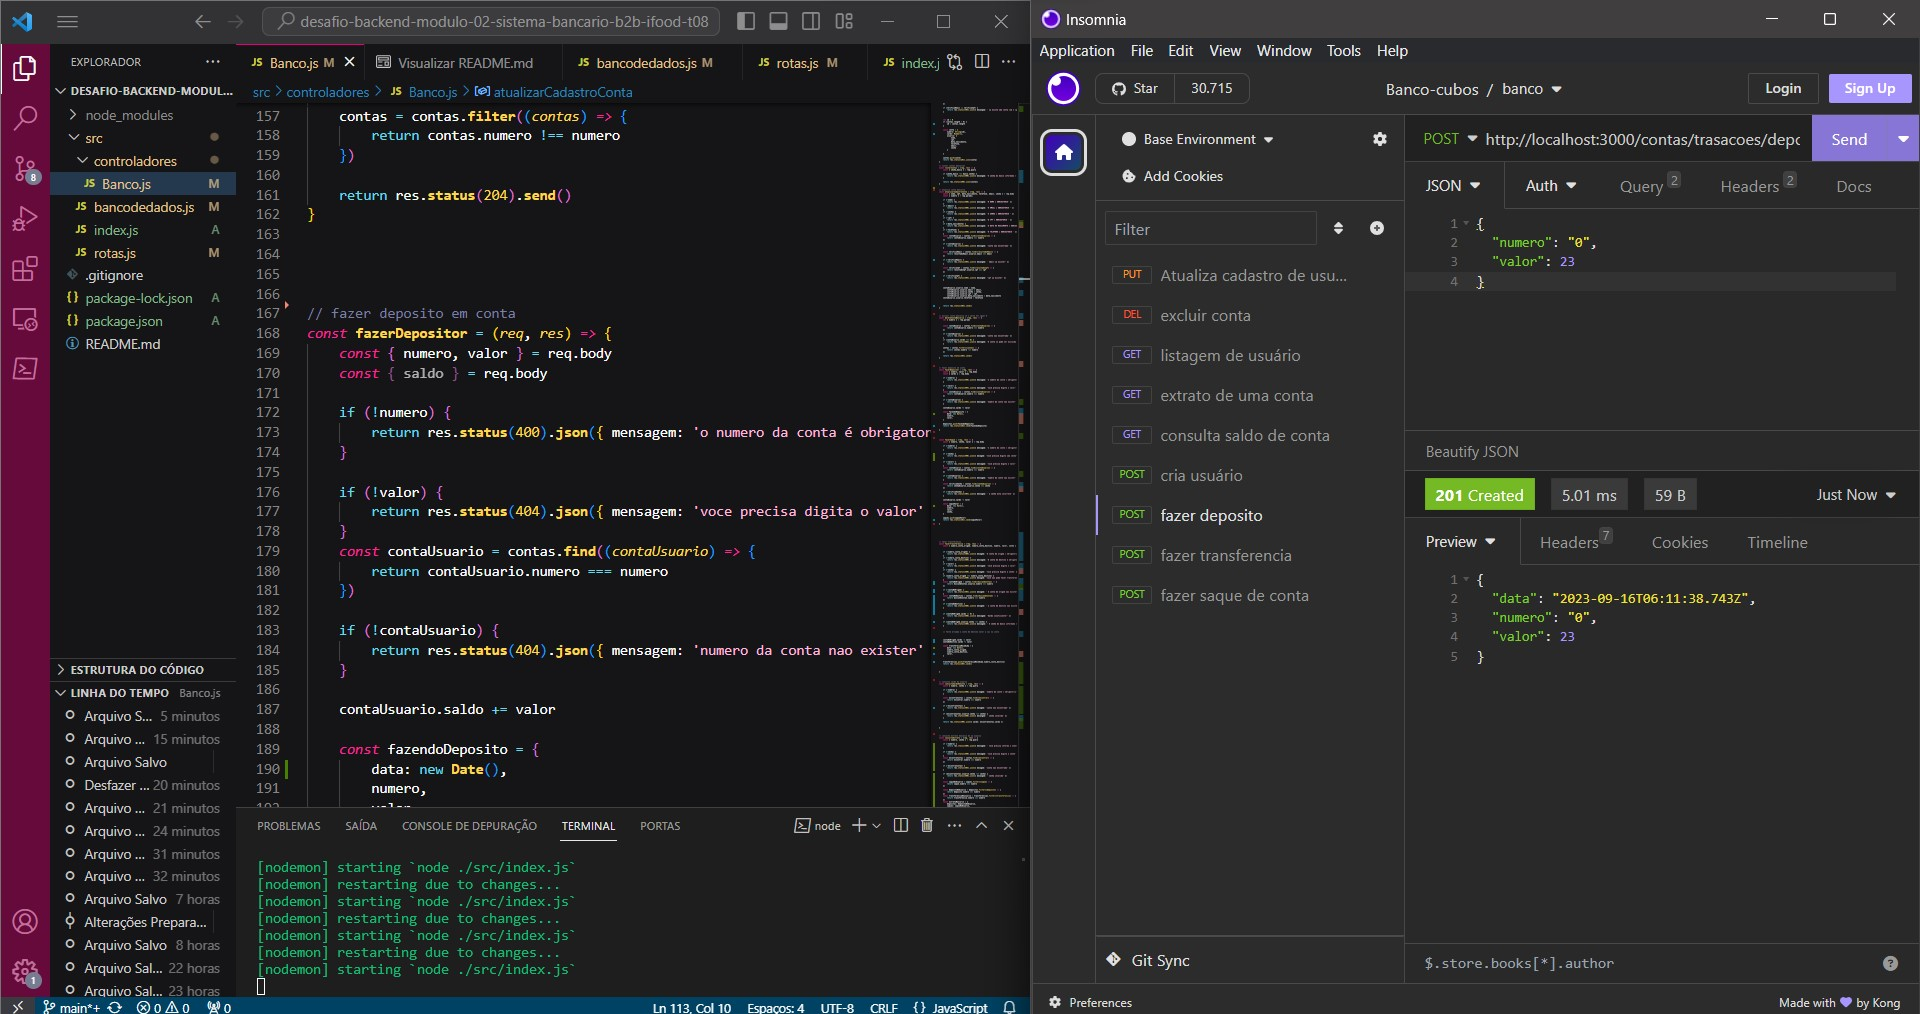 desafio-backend-modulo-02-sistema-bancario-b2b-ifood-t08
EXPLORADOR
DESAFIO-BACKEND-MODUL...
node_modules
src
controladores
JS Banco.js M
JS bancodedados.js M
JS index.js A
JS rotas.js M
.gitignore
{} package-lock.json A
{} package.json A
README.md
ESTRUTURA DO CÓDIGO
LINHA DO TEMPO Banco.js
Arquivo S... 5 minutos
Arquivo ... 15 minutos
Arquivo Salvo
Desfazer ... 20 minutos
Arquivo ... 21 minutos
Arquivo ... 24 minutos
Arquivo ... 31 minutos
Arquivo ... 32 minutos
Arquivo Salvo 7 horas
Alterações Prepara...
Arquivo Salvo 8 horas
Arquivo Sal... 22 horas
Arquivo Sal... 23 horas
8
1
JS Banco.js M
Visualizar README.md
JS bancodedados.js M
JS rotas.js M
JS index.j
src > controladores > JS Banco.js > atualizarCadastroConta
157 contas = contas.filter((contas) => {
158 return contas.numero !== numero
159 })
160
161 return res.status(204).send()
162 }
163
164
165
166
167 // fazer deposito em conta
168 const fazerDepositor = (req, res) => {
169 const { numero, valor } = req.body
170 const { saldo } = req.body
171
172 if (!numero) {
173 return res.status(400).json({ mensagem: 'o numero da conta é obrigator
174 }
175
176 if (!valor) {
177 return res.status(404).json({ mensagem: 'voce precisa digita o valor'
178 }
179 const contaUsuario = contas.find((contaUsuario) => {
180 return contaUsuario.numero === numero
181 })
182
183 if (!contaUsuario) {
184 return res.status(404).json({ mensagem: 'numero da conta nao exister'
185 }
186
187 contaUsuario.saldo += valor
188
189 const fazendoDeposito = {
190 data: new Date(),
191 numero,
192 valor
PROBLEMAS SAÍDA CONSOLE DE DEPURAÇÃO TERMINAL PORTAS
node
[nodemon] starting `node ./src/index.js`
[nodemon] restarting due to changes...
[nodemon] starting `node ./src/index.js`
[nodemon] restarting due to changes...
[nodemon] starting `node ./src/index.js`
[nodemon] restarting due to changes...
[nodemon] starting `node ./src/index.js`
main*+ 0 0 0 Ln 113, Col 10 Espaços: 4 UTF-8 CRLF {} JavaScript
Insomnia
Application File Edit View Window Tools Help
Star 30.715
Banco-cubos / banco
Login
Sign Up
Base Environment
Add Cookies
Filter
PUT Atualiza cadastro de usu...
DEL excluir conta
GET listagem de usuário
GET extrato de uma conta
GET consulta saldo de conta
POST cria usuário
POST fazer deposito
POST fazer transferencia
POST fazer saque de conta
Git Sync
Preferences
POST http://localhost:3000/contas/trasacoes/depo
Send
JSON Auth Query 2 Headers 2 Docs
1 {
2 "numero": "0",
3 "valor": 23
4 }
Beautify JSON
201 Created 5.01 ms 59 B Just Now
Preview Headers 7 Cookies Timeline
1 {
2 "data": "2023-09-16T06:11:38.743Z",
3 "numero": "0",
4 "valor": 23
5 }
$.store.books[*].author
Made with by Kong